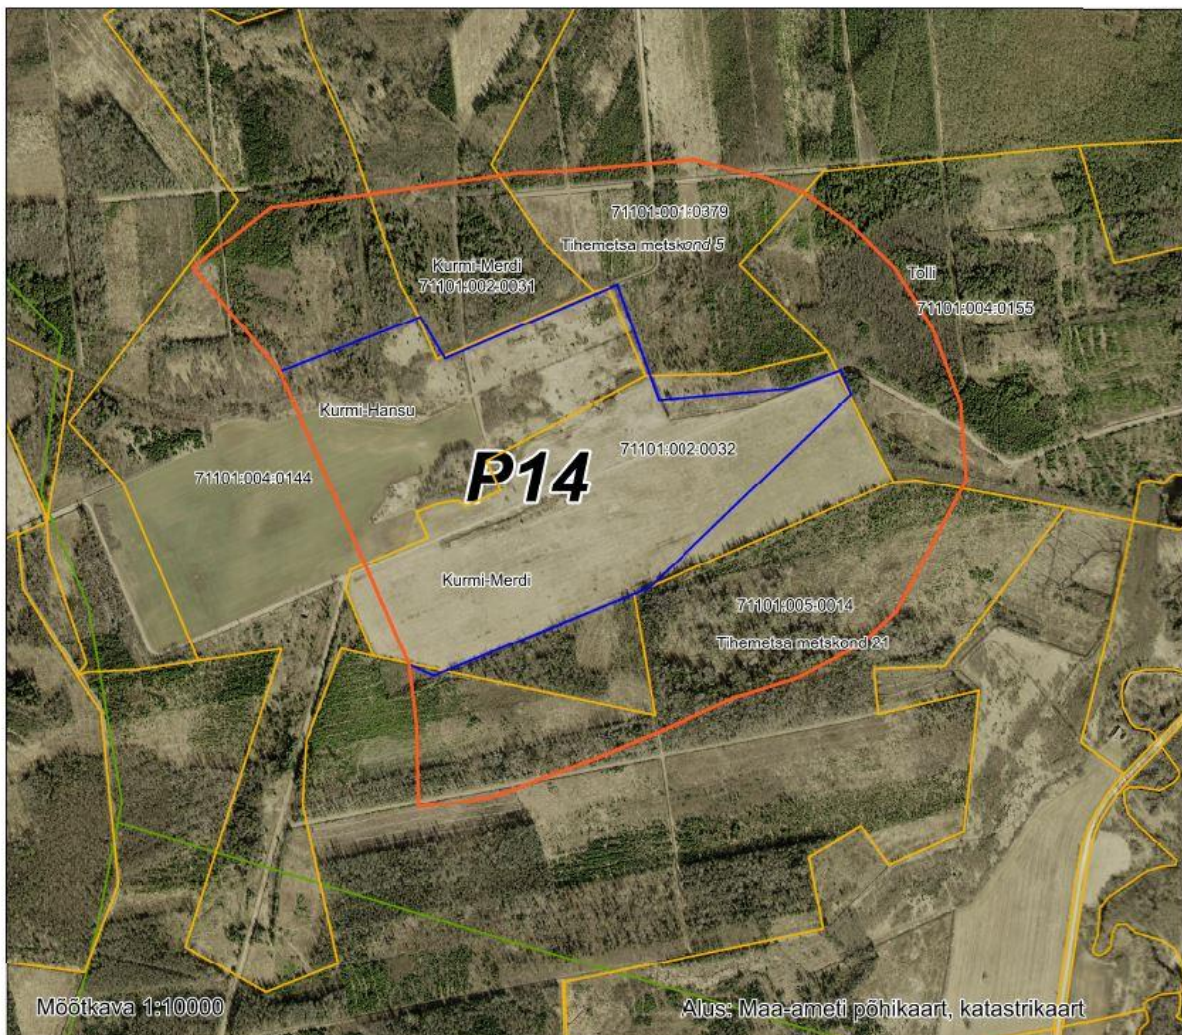 71101:001:0379
Tihemetsa metskond 5
Kurmi-Merdi
71101:002:0031
Tolli
71101:004:0155
Kurmi-Hansu
71101:002:0032
71101:004:0144
P14
Kurmi-Merdi
71101:005:0014
Tihemetsa metskond 21
Mõõtkava 1:10000
Alus: Maa-ameti põhikaart, katastrikaart